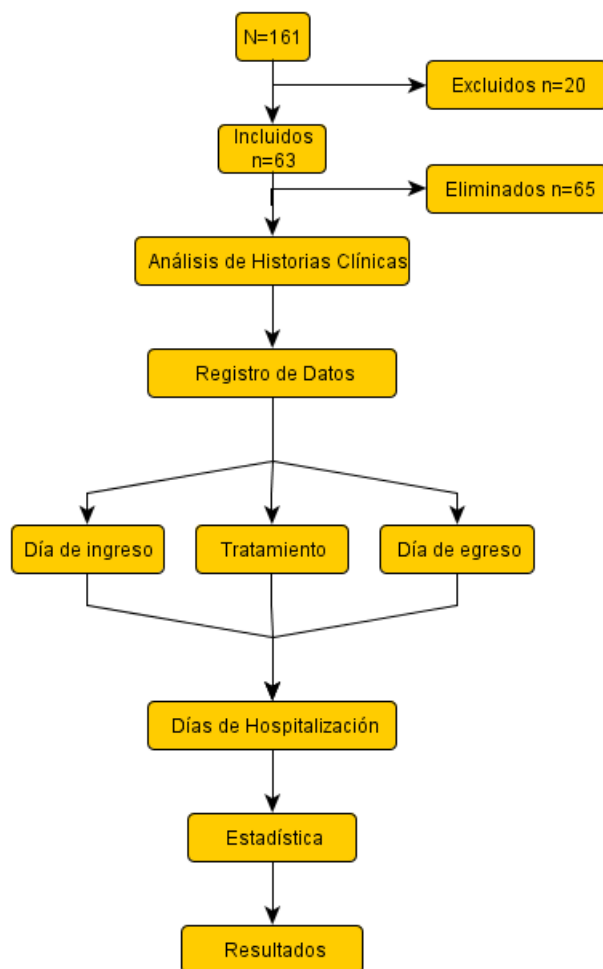 N=161
Excluidos n=20
Incluidos
n=63
Eliminados n=65
Análisis de Historias Clínicas
Registro de Datos
Día de ingreso
Tratamiento
Día de egreso
Días de Hospitalización
Estadística
Resultados